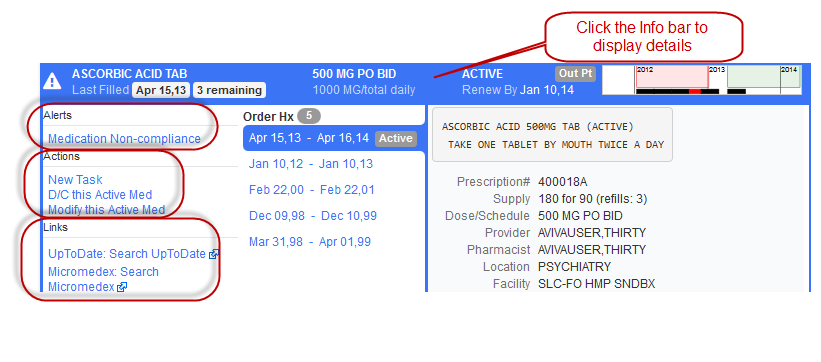 Click the Info bar to
display details
ASCORBIC ACID TAB 500 MG PO BID ACTIVE Out Pt 2012 2013 2014
Last Filled Apr 15,13 3 remaining 1000 MG/total daily Renew By Jan 10,14
Alerts
Medication Non-compliance
Actions
New Task
D/C this Active Med
Modify this Active Med
Links
UpToDate: Search UpToDate
Micromedex: Search
Micromedex
Order Hx 5
Apr 15,13 - Apr 16,14 Active
Jan 10,12 - Jan 10,13
Feb 22,00 - Feb 22,01
Dec 09,98 - Dec 10,99
Mar 31,98 - Apr 01,99
ASCORBIC ACID 500MG TAB (ACTIVE)
TAKE ONE TABLET BY MOUTH TWICE A DAY
Prescription# 400018A
Supply 180 for 90 (refills: 3)
Dose/Schedule 500 MG PO BID
Provider AVIVAUSER,THIRTY
Pharmacist AVIVAUSER,THIRTY
Location PSYCHIATRY
Facility SLC-FO HMP SNDBX